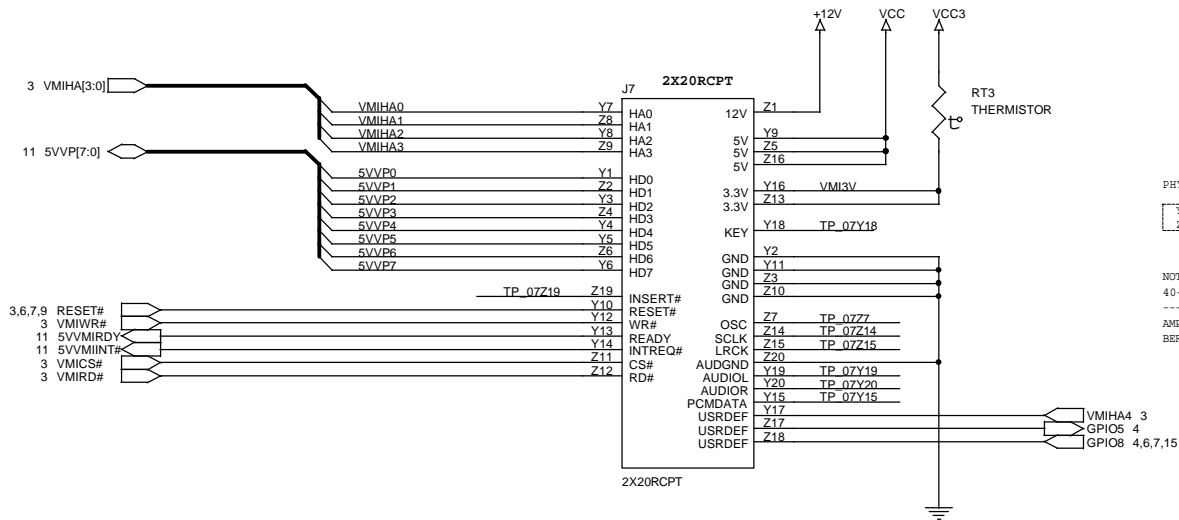 +12V VCC VCC3
2X20RCPT
J7
RT3
THERMISTOR
3 VMIHA[3:0]
11 5VVP[7:0]
VMIHA0 Y7 HA0
VMIHA1 Z8 HA1
VMIHA2 Y8 HA2
VMIHA3 Z9 HA3
5VVP0 Y1 HD0
5VVP1 Z2 HD1
5VVP2 Y3 HD2
5VVP3 Z4 HD3
5VVP4 Y4 HD4
5VVP5 Y5 HD5
5VVP6 Z6 HD6
5VVP7 Y6 HD7
TP_07Z19 Z19 INSERT#
3,6,7,9 RESET# Y10 RESET#
3 VMIWR# Y12 WR#
11 5VVMIRDY Y13 READY
11 5VVMIINT# Y14 INTREQ#
3 VMICS# Z11 CS#
3 VMIRD# Z12 RD#
12V Z1
5V Y9
5V Z5
5V Z16
3.3V Y16 VMI3V
3.3V Z13
KEY Y18 TP_07Y18
GND Y2
GND Y11
GND Z3
GND Z10
OSC Z7 TP_07Z7
SCLK Z14 TP_07Z14
LRCK Z15 TP_07Z15
AUDGND Z20
AUDIOL Y19 TP_07Y19
AUDIOR Y20 TP_07Y20
PCMDATA Y15 TP_07Y15
USRDEF Y17 VMIHA4 3
USRDEF Z17 GPIO5 4
USRDEF Z18 GPIO8 4,6,7,15
2X20RCPT
40-